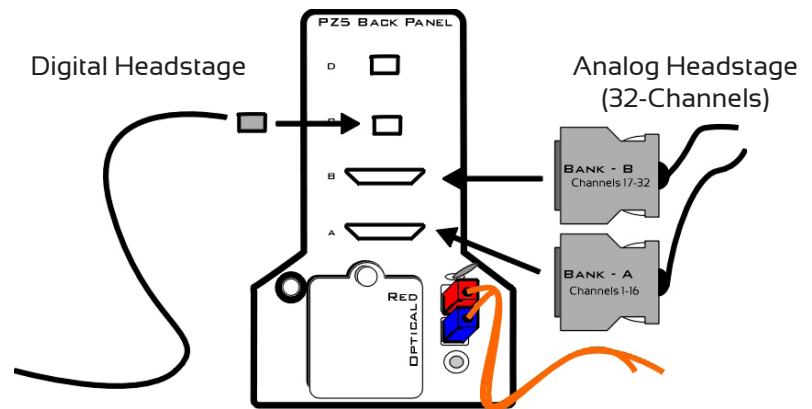 PZ5 BACK PANEL
Digital Headstage
Analog Headstage
(32-Channels)
D
B
A
BANK - B
Channels 17-32
BANK - A
Channels 1-16
RED
OPTICAL